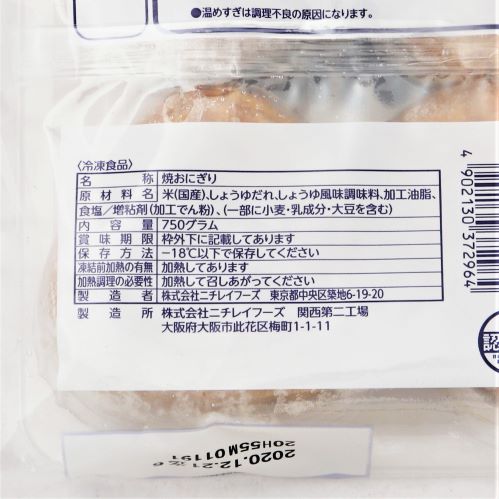 ●温めすぎは調理不良の原因になります。
〈冷凍食品〉
名称 焼おにぎり
原材料名 米(国産)、しょうゆだれ、しょうゆ風味調味料、加工油脂、
食塩／増粘剤(加工でん粉)、(一部に小麦・乳成分・大豆を含む)
内容量 750グラム
賞味期限 枠外下に記載してあります
保存方法 −18℃以下で保存してください
凍結前加熱の有無 加熱してあります
加熱調理の必要性 加熱して召しあがってください
製造者 株式会社ニチレイフーズ 東京都中央区築地6-19-20
製造所 株式会社ニチレイフーズ 関西第二工場
大阪府大阪市此花区梅町1-1-11
4 902130 372964
認
2020.12.21
20H55M 01191